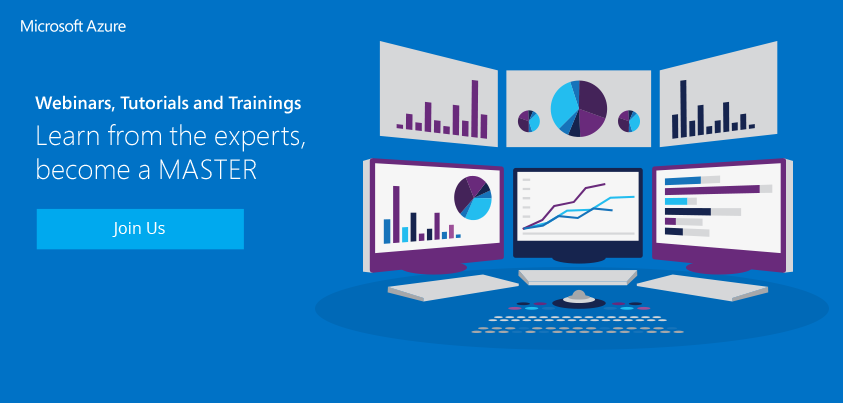 Microsoft Azure
Webinars, Tutorials and Trainings
Learn from the experts,
become a MASTER
Join Us